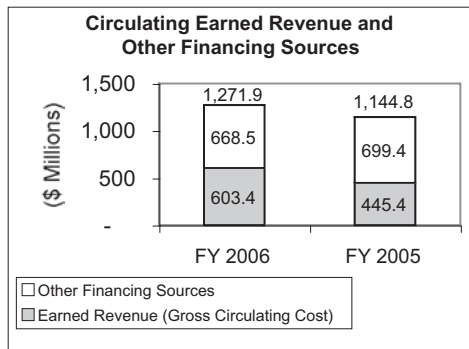 Circulating Earned Revenue and
Other Financing Sources
($ Millions)
1,500
1,000
500
-
1,271.9
668.5
603.4
1,144.8
699.4
445.4
FY 2006
FY 2005
Other Financing Sources
Earned Revenue (Gross Circulating Cost)